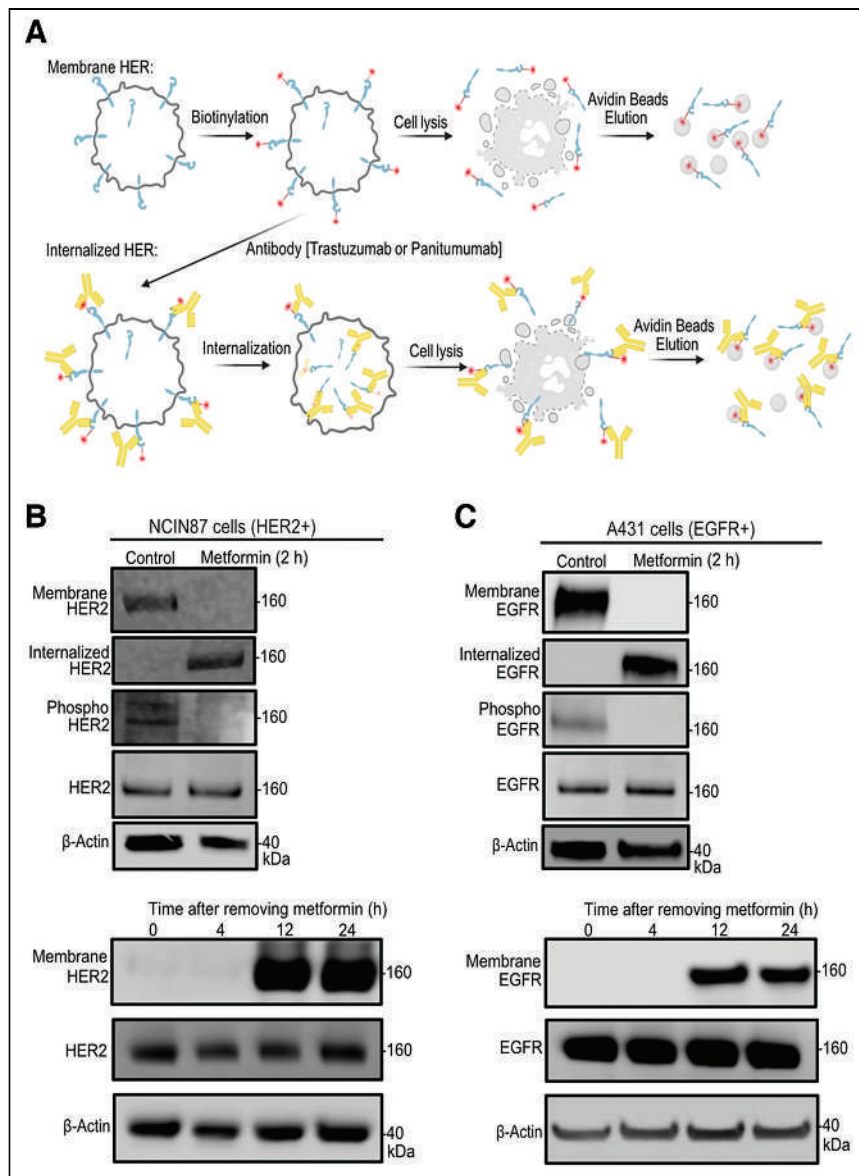 A
Membrane HER:
Biotinylation
Cell lysis
Avidin Beads
Elution
Internalized HER:
Antibody [Trastuzumab or Panitumumab]
Internalization
Cell lysis
Avidin Beads
Elution
B
NCIN87 cells (HER2+)
Control Metformin (2 h)
Membrane
HER2
-160
Internalized
HER2
-160
Phospho
HER2
-160
HER2
-160
β-Actin
-40
kDa
Time after removing metformin (h)
0 4 12 24
Membrane
HER2
-160
HER2
-160
β-Actin
-40
kDa
C
A431 cells (EGFR+)
Control Metformin (2 h)
Membrane
EGFR
-160
Internalized
EGFR
-160
Phospho
EGFR
-160
EGFR
-160
β-Actin
-40
kDa
Time after removing metformin (h)
0 4 12 24
Membrane
EGFR
-160
EGFR
-160
β-Actin
-40
kDa